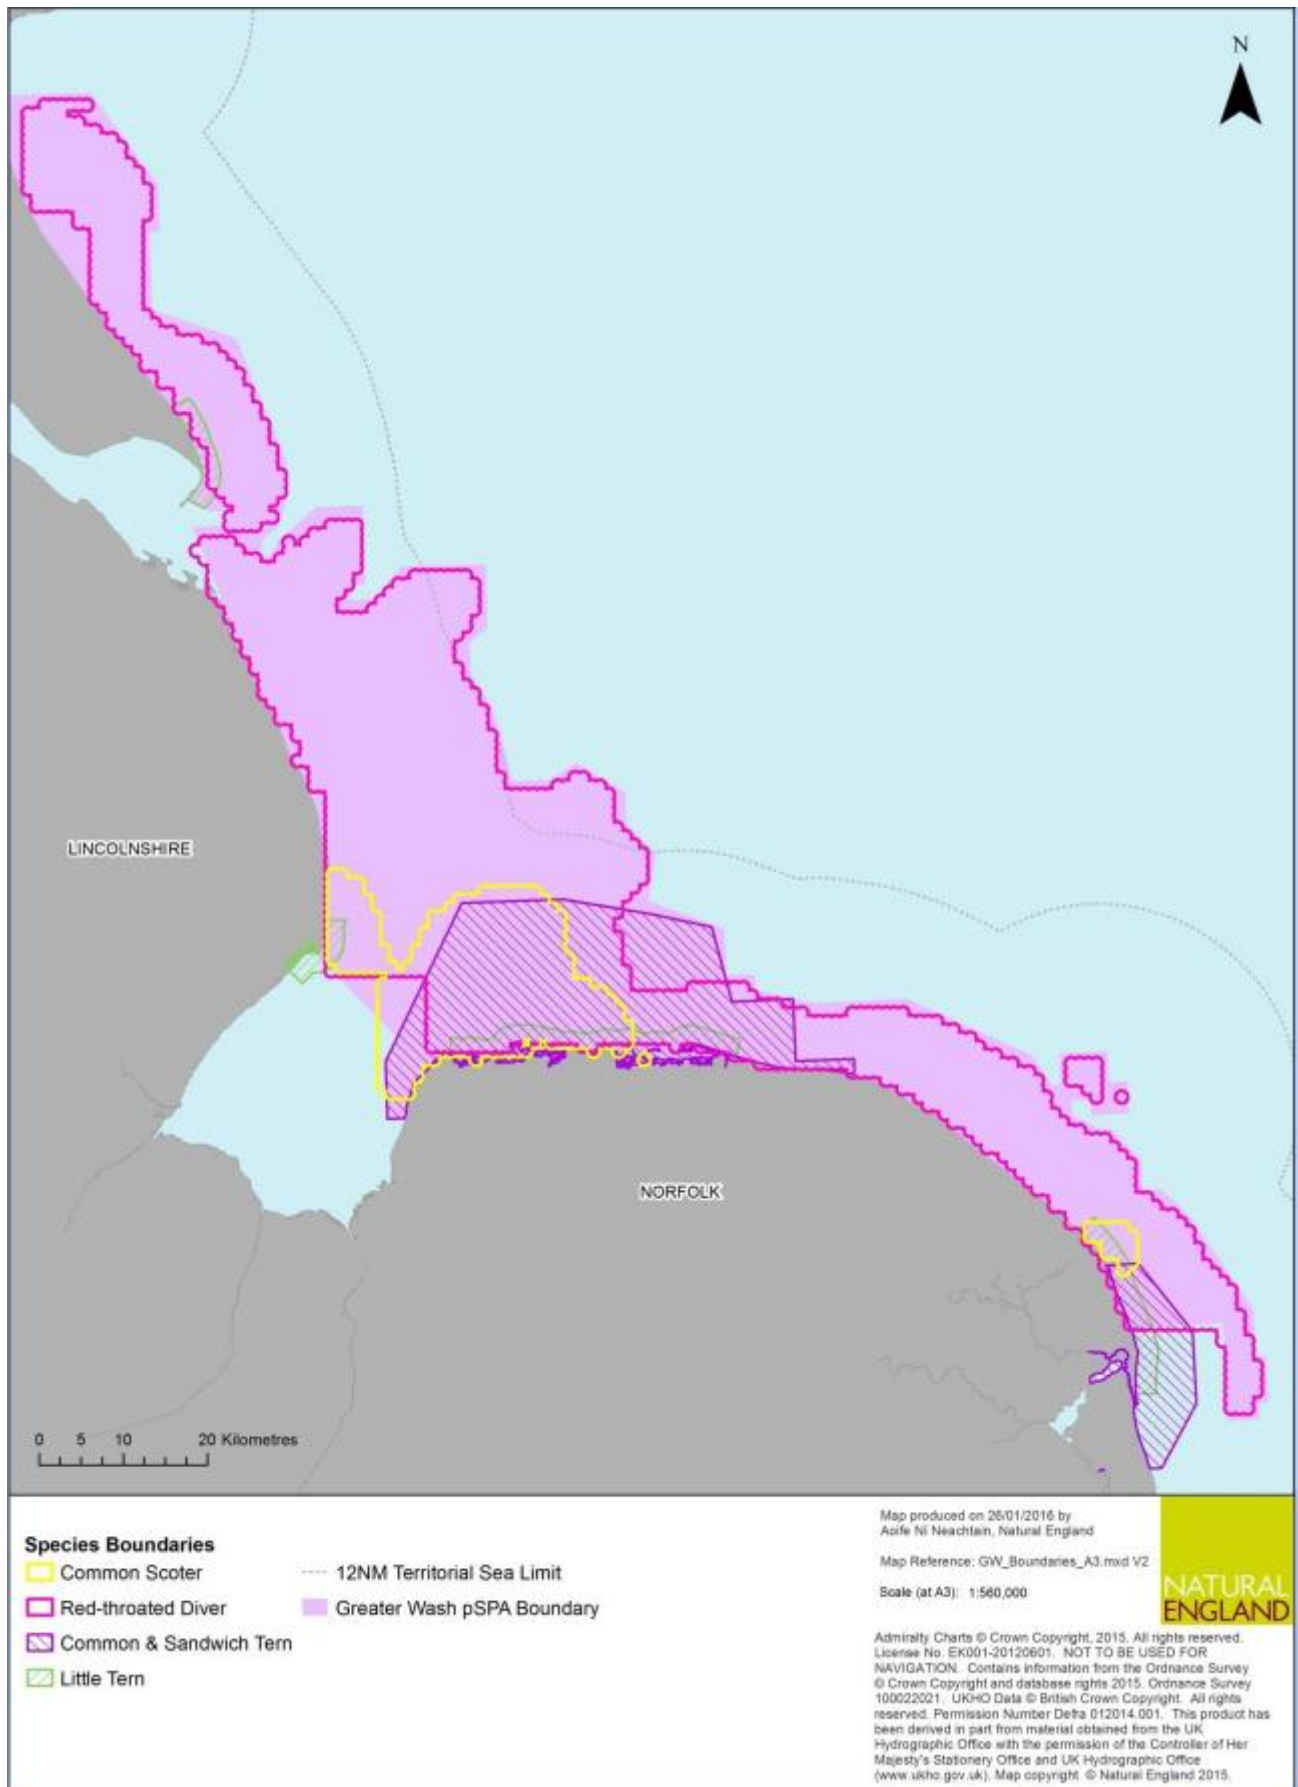 N
LINCOLNSHIRE
NORFOLK
0 5 10 20 Kilometres
Species Boundaries
Common Scoter
Red-throated Diver
Common & Sandwich Tern
Little Tern
12NM Territorial Sea Limit
Greater Wash pSPA Boundary
Map produced on 26/01/2016 by
Aoife Ní Neachtain, Natural England
Map Reference: GW_Boundaries_A3.mxd V2
Scale (at A3): 1:560,000
NATURAL
ENGLAND
Admiralty Charts © Crown Copyright, 2015. All rights reserved.
License No. EK001-20120601. NOT TO BE USED FOR
NAVIGATION. Contains information from the Ordnance Survey
© Crown Copyright and database rights 2015. Ordnance Survey
100022021. UKHO Data © British Crown Copyright. All rights
reserved. Permission Number Defra 012014.001. This product has
been derived in part from material obtained from the UK
Hydrographic Office with the permission of the Controller of Her
Majesty's Stationery Office and UK Hydrographic Office
(www.ukho.gov.uk). Map copyright © Natural England 2015.